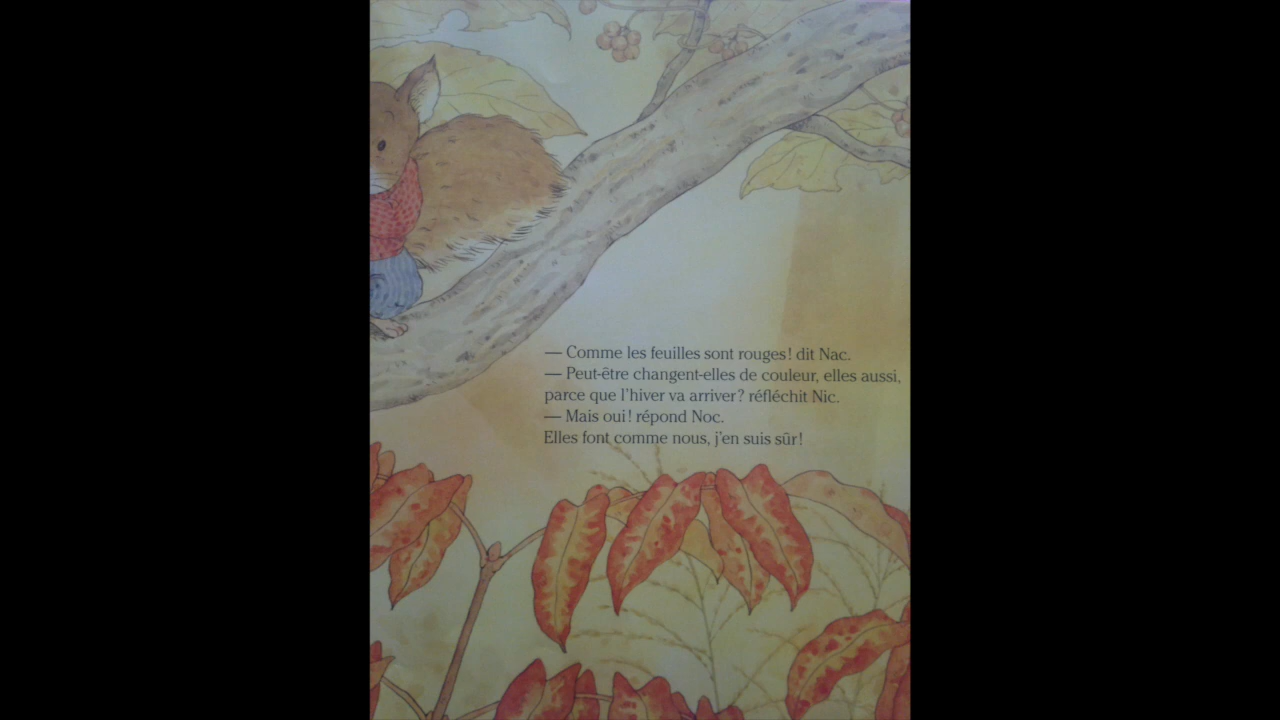 — Comme les feuilles sont rouges! dit Nac.
— Peut-être changent-elles de couleur, elles aussi,
parce que l'hiver va arriver? réfléchit Nic.
— Mais oui! répond Noc.
Elles font comme nous, j'en suis sûr!